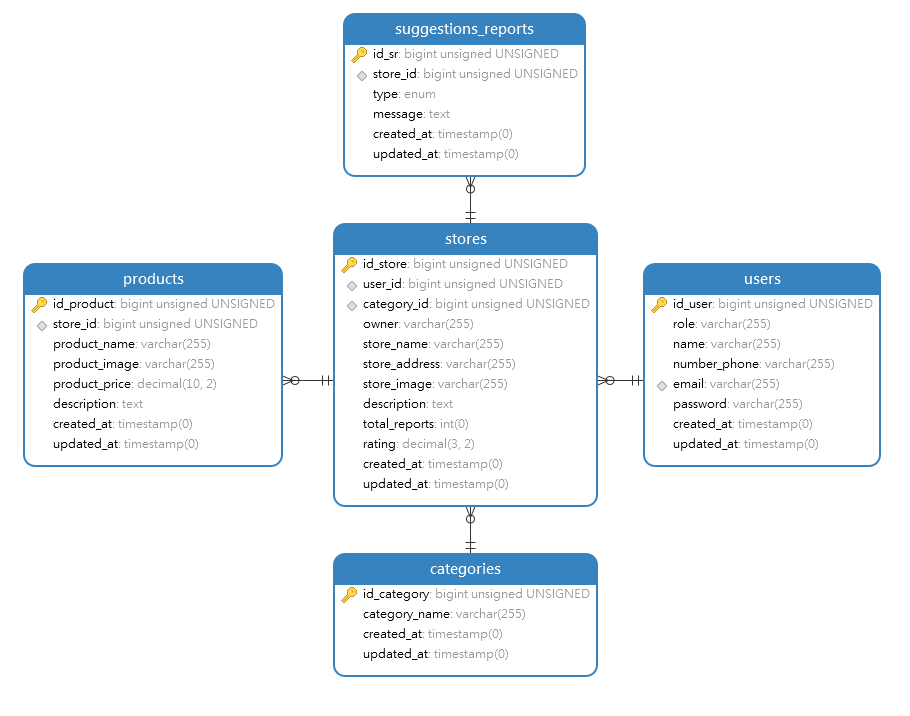 suggestions_reports
id_sr: bigint unsigned UNSIGNED
store_id: bigint unsigned UNSIGNED
type: enum
message: text
created_at: timestamp(0)
updated_at: timestamp(0)
products
id_product: bigint unsigned UNSIGNED
store_id: bigint unsigned UNSIGNED
product_name: varchar(255)
product_image: varchar(255)
product_price: decimal(10, 2)
description: text
created_at: timestamp(0)
updated_at: timestamp(0)
stores
id_store: bigint unsigned UNSIGNED
user_id: bigint unsigned UNSIGNED
category_id: bigint unsigned UNSIGNED
owner: varchar(255)
store_name: varchar(255)
store_address: varchar(255)
store_image: varchar(255)
description: text
total_reports: int(0)
rating: decimal(3, 2)
created_at: timestamp(0)
updated_at: timestamp(0)
users
id_user: bigint unsigned UNSIGNED
role: varchar(255)
name: varchar(255)
number_phone: varchar(255)
email: varchar(255)
password: varchar(255)
created_at: timestamp(0)
updated_at: timestamp(0)
categories
id_category: bigint unsigned UNSIGNED
category_name: varchar(255)
created_at: timestamp(0)
updated_at: timestamp(0)